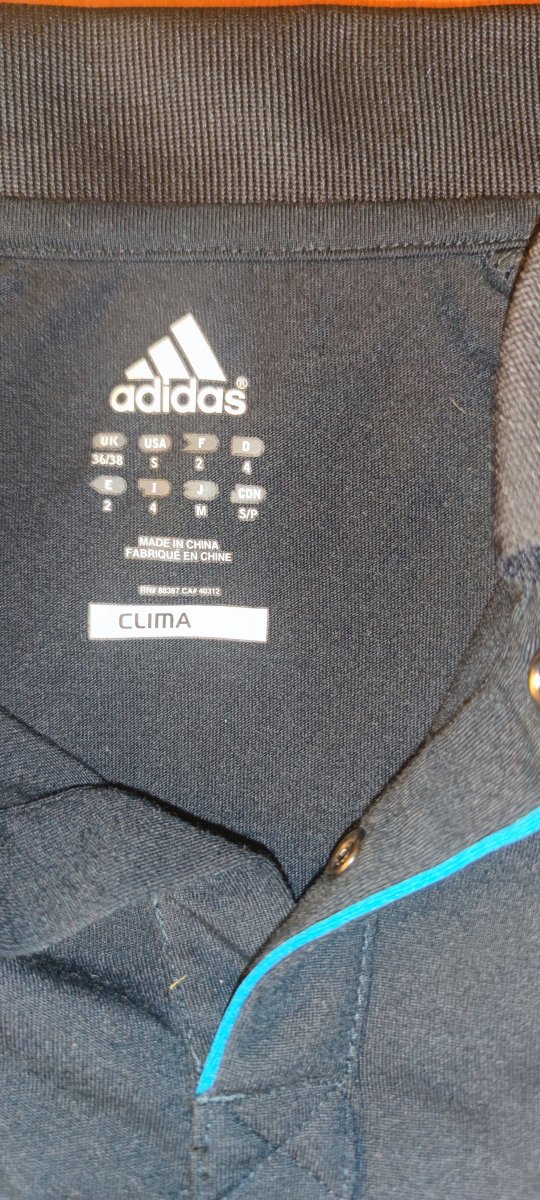 adidas®
UK USA F D
36/38 S 2 4
E I J CDN
2 4 M S/P
MADE IN CHINA
FABRIQUÉ EN CHINE
RN# 88387 CA# 40312
CLIMA